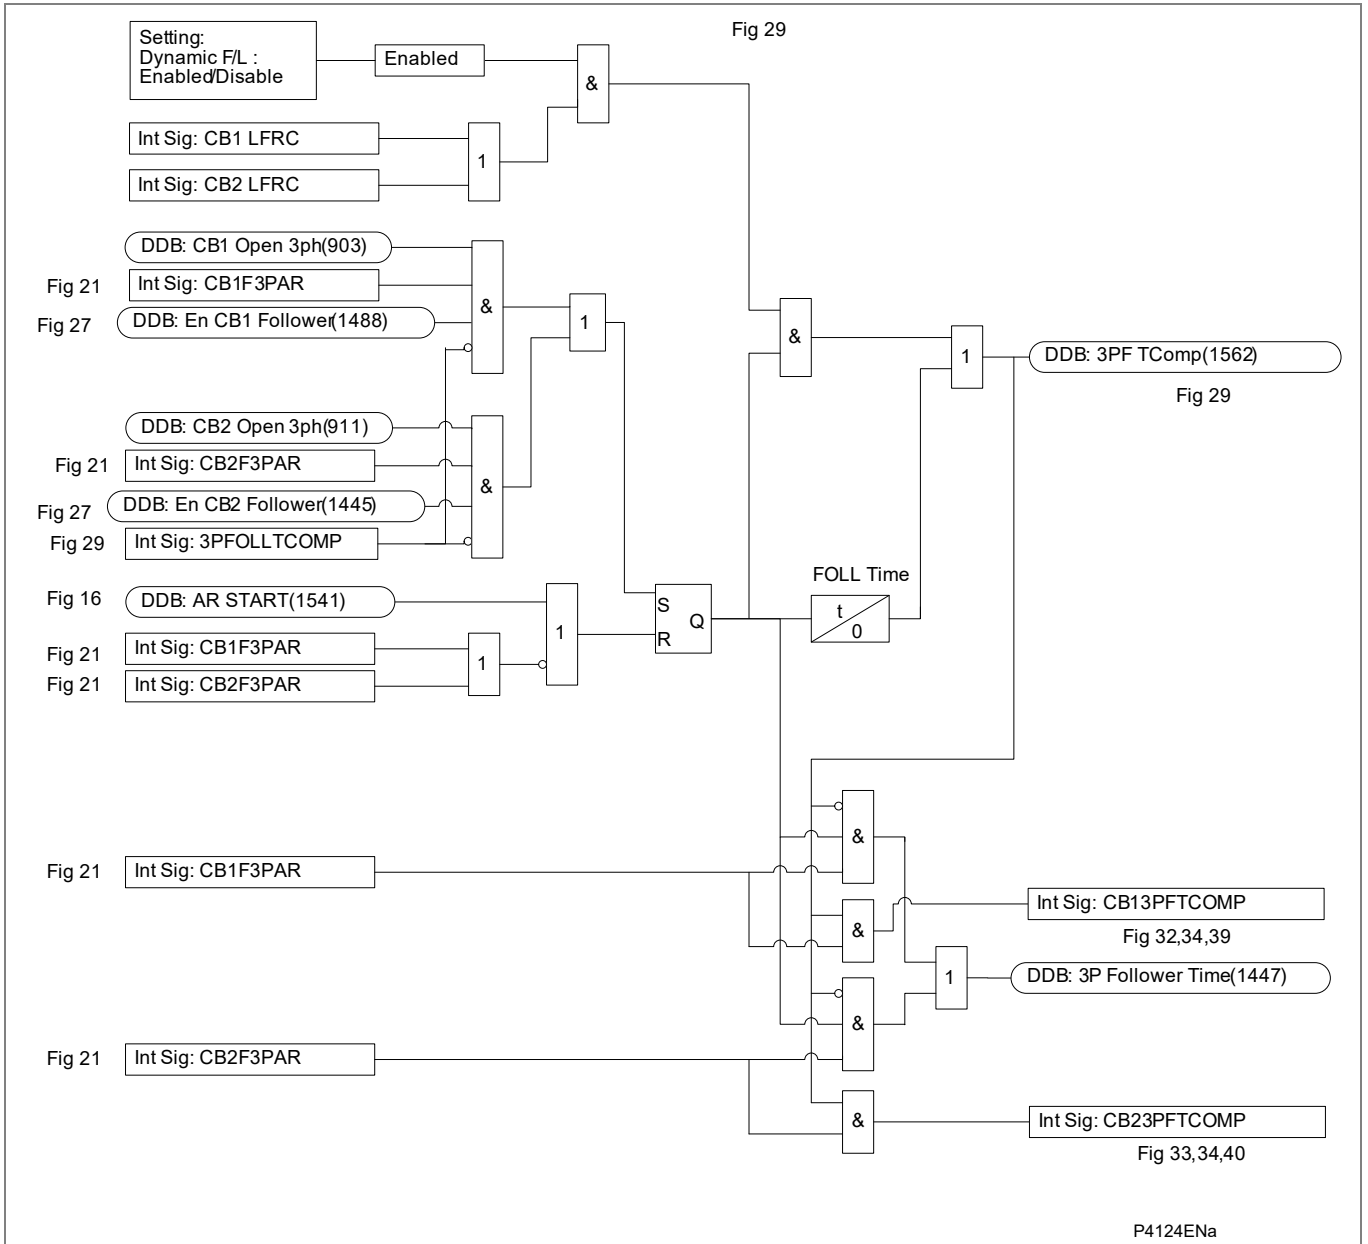 Fig 29
Setting:
Dynamic F/L :
Enabled/Disable
Enabled
&
Int Sig: CB1 LFRC
1
Int Sig: CB2 LFRC
DDB: CB1 Open 3ph(903)
Fig 21
Int Sig: CB1F3PAR
&
Fig 27
DDB: En CB1 Follower(1488)
1
&
1
DDB: 3PF TComp(1562)
Fig 29
DDB: CB2 Open 3ph(911)
Fig 21
Int Sig: CB2F3PAR
&
Fig 27
DDB: En CB2 Follower(1445)
Fig 29
Int Sig: 3PFOLLTCOMP
FOLL Time
t
0
Fig 16
DDB: AR START(1541)
1
S
Q
R
Fig 21
Int Sig: CB1F3PAR
1
Fig 21
Int Sig: CB2F3PAR
&
Fig 21
Int Sig: CB1F3PAR
Int Sig: CB13PFTCOMP
&
Fig 32,34,39
1
DDB: 3P Follower Time(1447)
&
Fig 21
Int Sig: CB2F3PAR
&
Int Sig: CB23PFTCOMP
Fig 33,34,40
P4124ENa